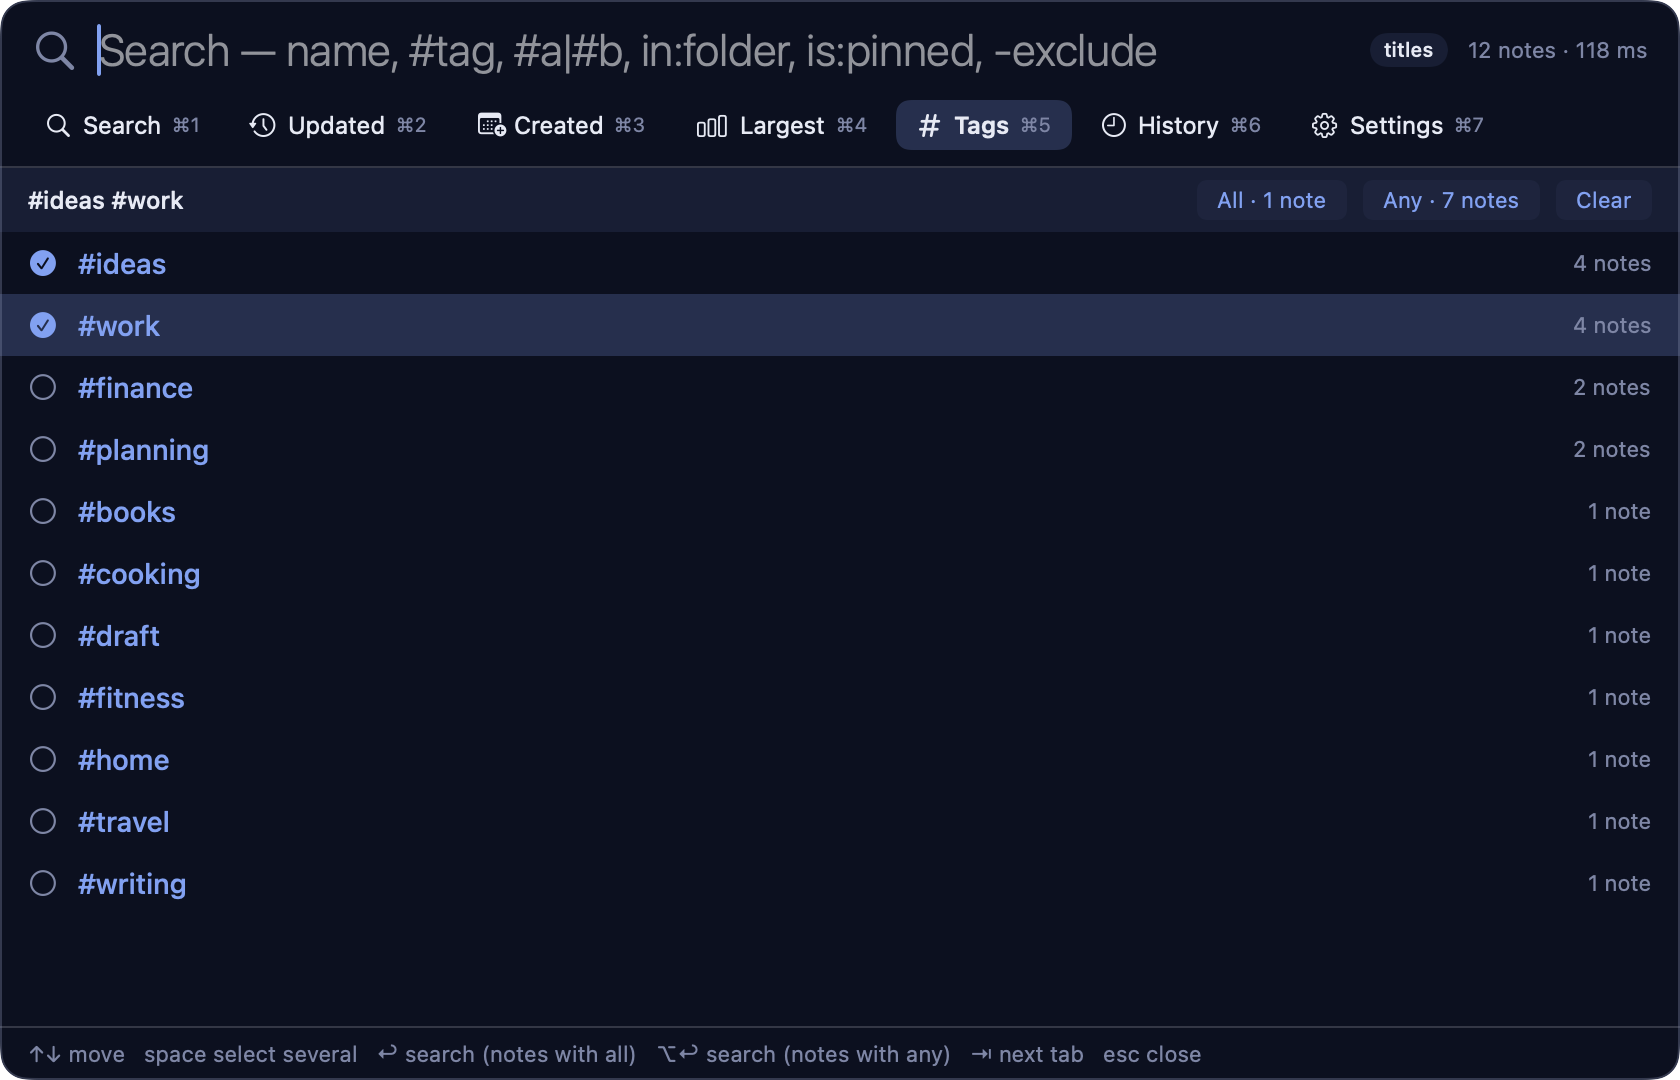 Search — name, #tag, #a|#b, in:folder, is:pinned, -exclude titles 12 notes · 118 ms
Search ⌘1 Updated ⌘2 Created ⌘3 Largest ⌘4 # Tags ⌘5 History ⌘6 Settings ⌘7
#ideas #work All · 1 note Any · 7 notes Clear
#ideas 4 notes
#work 4 notes
#finance 2 notes
#planning 2 notes
#books 1 note
#cooking 1 note
#draft 1 note
#fitness 1 note
#home 1 note
#travel 1 note
#writing 1 note
↑↓ move space select several ↩ search (notes with all) ⌥↩ search (notes with any) ⇥ next tab esc close